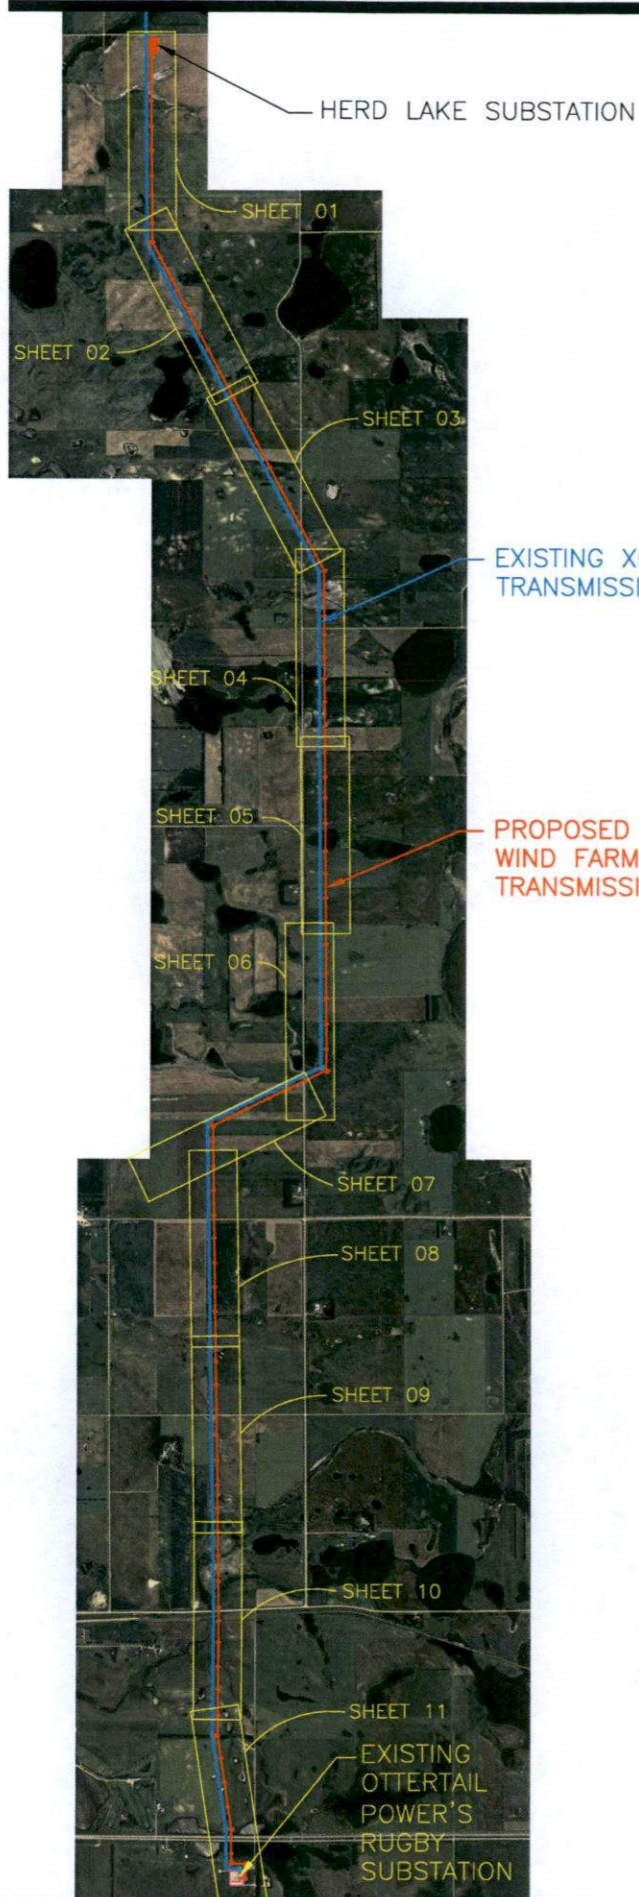 HERD LAKE SUBSTATION
SHEET 01
SHEET 02
SHEET 03
EXISTING
TRANSMISSI
SHEET 04
SHEET 05
PROPOSED
WIND FARM
TRANSMISSI
SHEET 06
SHEET 07
SHEET 08
SHEET 09
SHEET 10
SHEET 11
EXISTING
OTTERTAIL
POWER'S
RUGBY
SUBSTATION